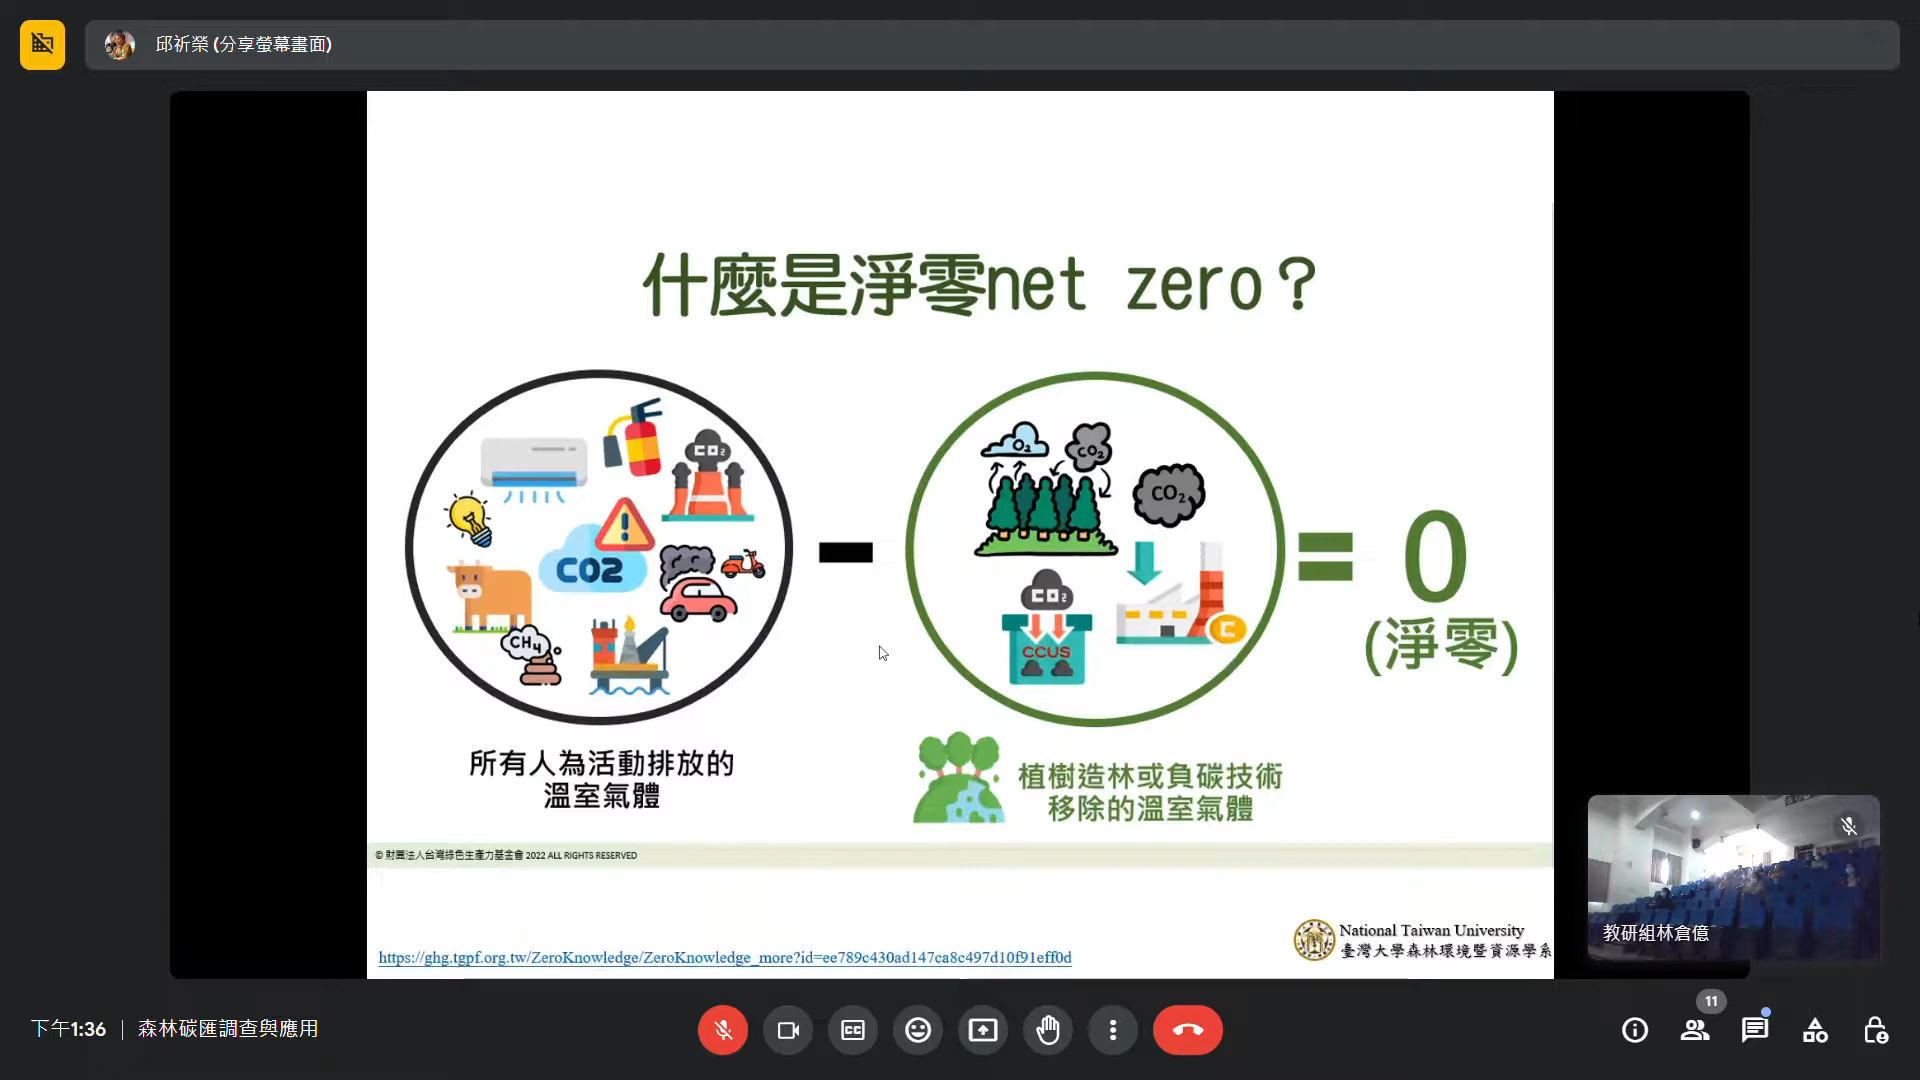 邱祈榮 (分享螢幕畫面)
什麼是淨零net zero？
CO2
CO2
CH4
O2
CO2
CO2
CO2
CCUS
C
所有人為活動排放的
溫室氣體
−
植樹造林或負碳技術
移除的溫室氣體
=
0
(淨零)
© 財團法人台灣綠色生產力基金會 2022 ALL RIGHTS RESERVED
https://ghg.tgpf.org.tw/ZeroKnowledge/ZeroKnowledge_more?id=ee789c430ad147ca8c497d10f91eff0d
National Taiwan University
臺灣大學森林環境暨資源學系
教研組林倉億
11
下午1:36 | 森林碳匯調查與應用